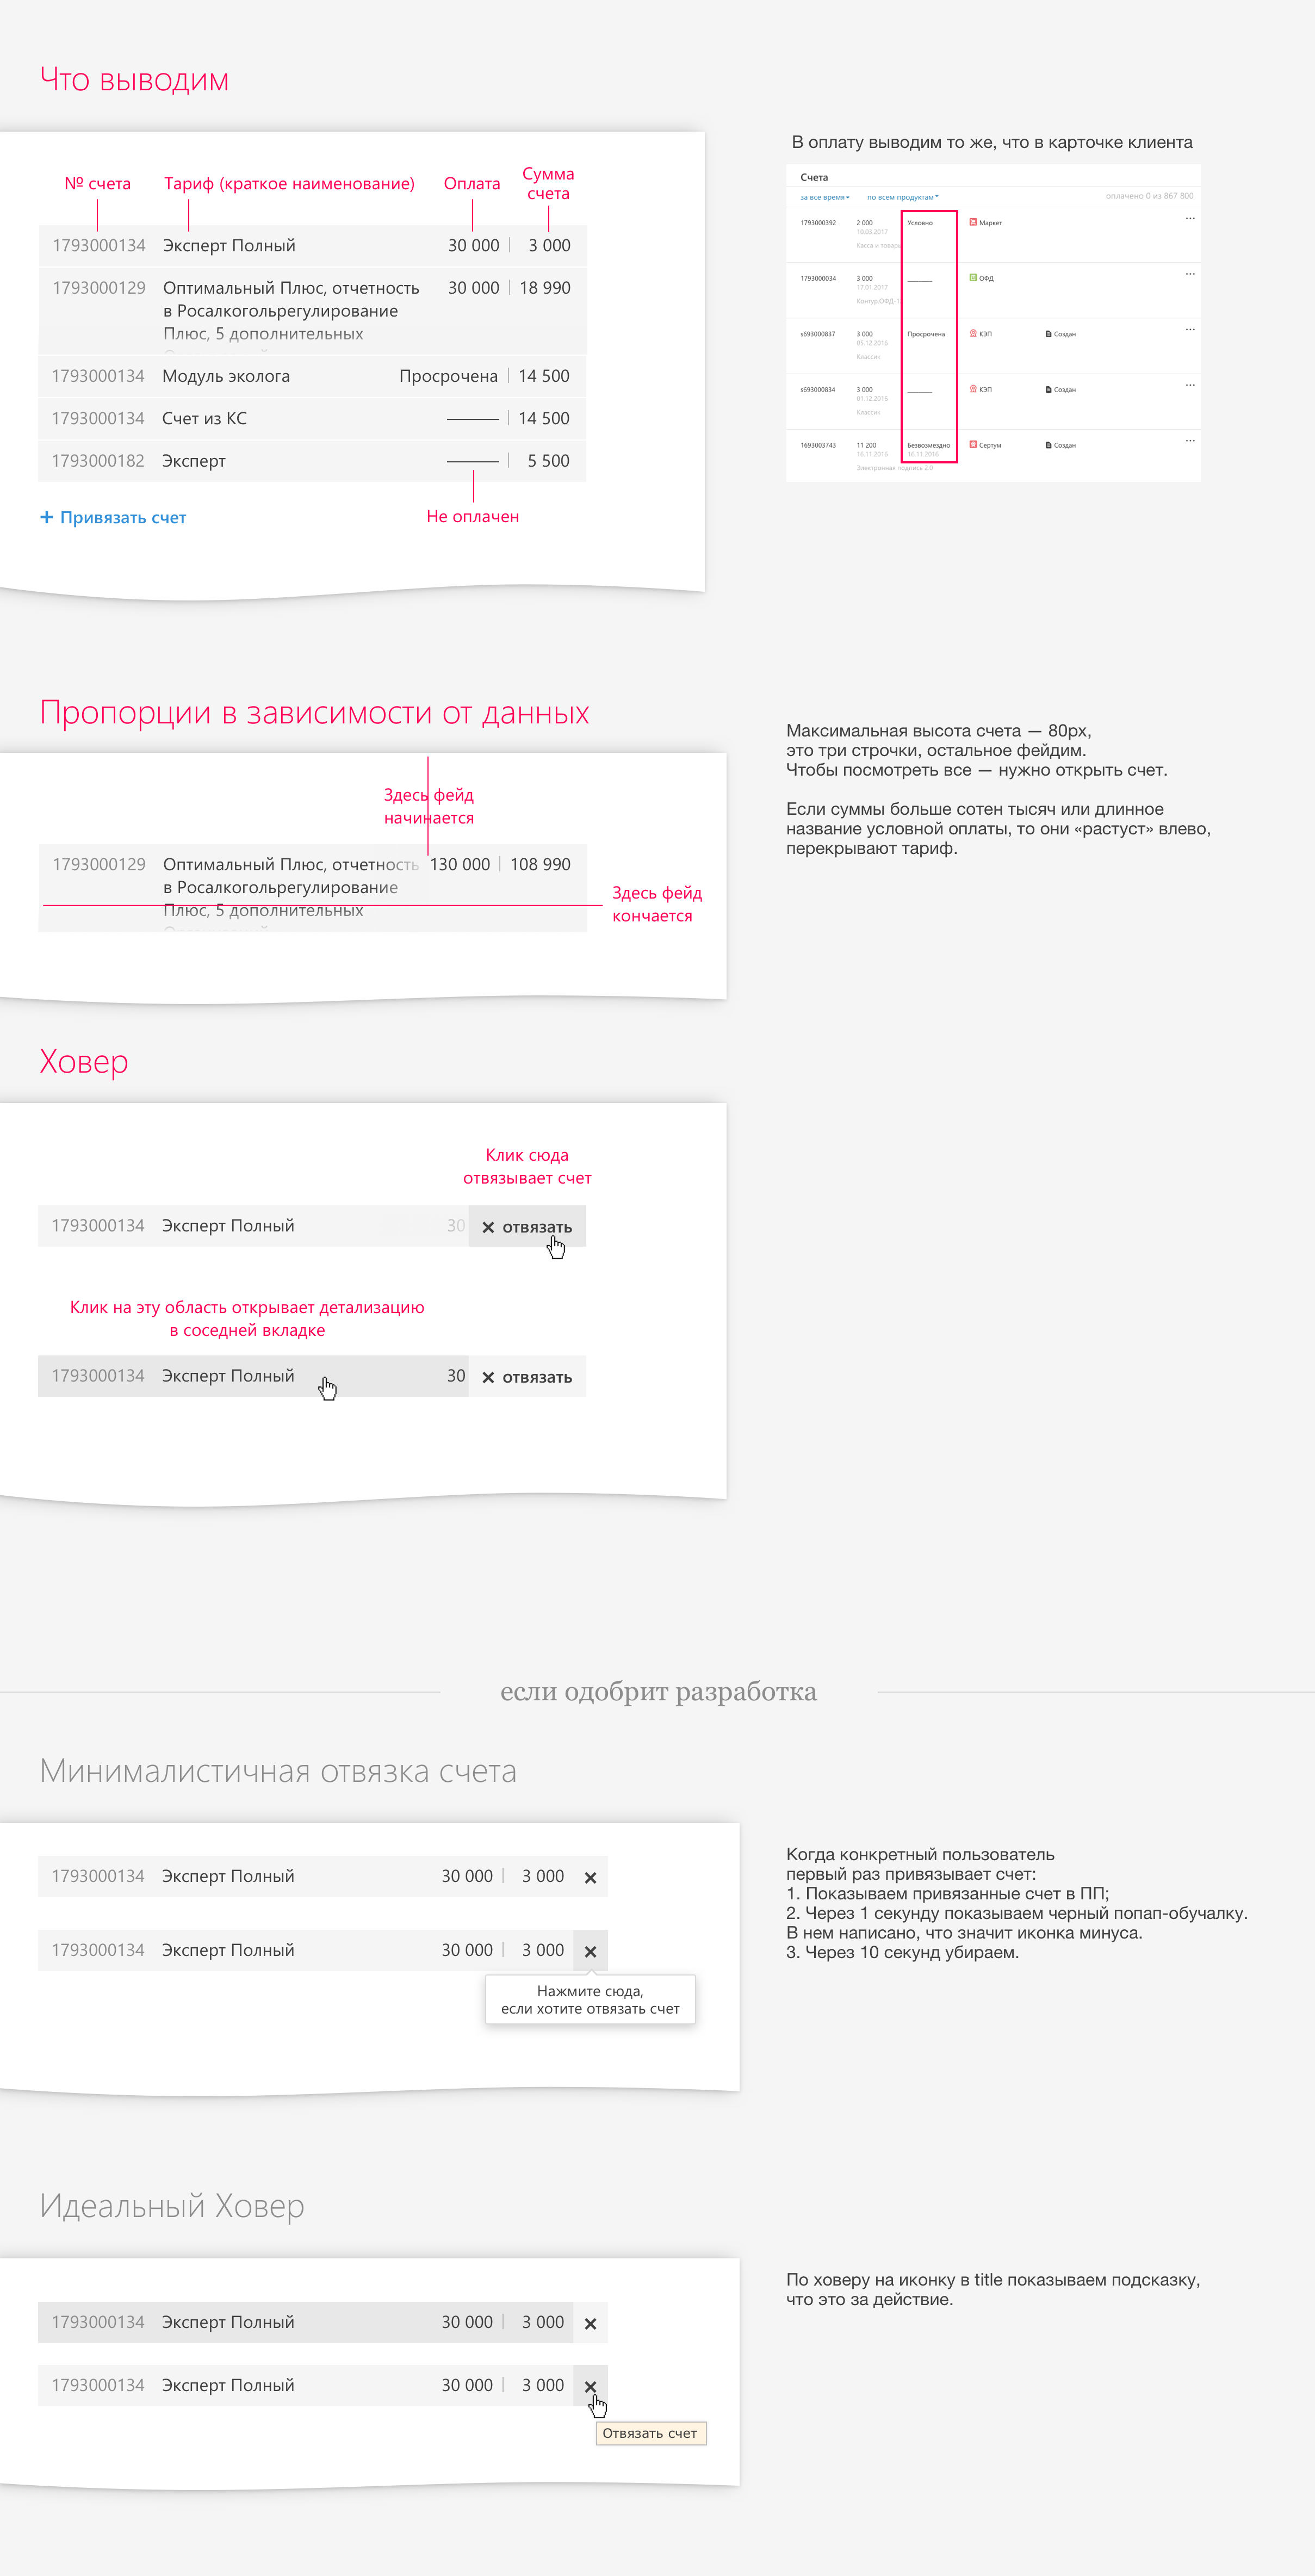 Что выводим
№ счета
Тариф (краткое наименование)
Оплата
Сумма
счета
1793000134 Эксперт Полный 30 000 3 000
1793000129 Оптимальный Плюс, отчетность 30 000 18 990
в Росалкогольрегулирование
Плюс, 5 дополнительных
1793000134 Модуль эколога Просрочена 14 500
1793000134 Счет из КС 14 500
1793000182 Эксперт 5 500
+ Привязать счет
Не оплачен
В оплату выводим то же, что в карточке клиента
Счета
за все время по всем продуктам оплачено 0 из 867 800
1793000392 2 000 Условно Маркет
10.03.2017
Касса и товары
1793000034 3 000 ОФД
17.01.2017
Контур.ОФД-1
s693000837 3 000 Просрочена КЭП Создан
05.12.2016
Классик
s693000834 3 000 КЭП Создан
01.12.2016
Классик
1693003743 11 200 Безвозмездно Сертум Создан
16.11.2016 16.11.2016
Электронная подпись 2.0
Пропорции в зависимости от данных
Здесь фейд
начинается
1793000129 Оптимальный Плюс, отчетность 130 000 108 990
в Росалкогольрегулирование
Плюс, 5 дополнительных
Здесь фейд
кончается
Максимальная высота счета — 80px,
это три строчки, остальное фейдим.
Чтобы посмотреть все — нужно открыть счет.
Если суммы больше сотен тысяч или длинное
название условной оплаты, то они «растуст» влево,
перекрывают тариф.
Ховер
Клик сюда
отвязывает счет
1793000134 Эксперт Полный 30 × отвязать
Клик на эту область открывает детализацию
в соседней вкладке
1793000134 Эксперт Полный 30 × отвязать
если одобрит разработка
Минималистичная отвязка счета
1793000134 Эксперт Полный 30 000 3 000 ×
1793000134 Эксперт Полный 30 000 3 000 ×
Нажмите сюда,
если хотите отвязать счет
Когда конкретный пользователь
первый раз привязывает счет:
1. Показываем привязанные счет в ПП;
2. Через 1 секунду показываем черный попап-обучалку.
В нем написано, что значит иконка минуса.
3. Через 10 секунд убираем.
Идеальный Ховер
1793000134 Эксперт Полный 30 000 3 000 ×
1793000134 Эксперт Полный 30 000 3 000 ×
Отвязать счет
По ховеру на иконку в title показываем подсказку,
что это за действие.